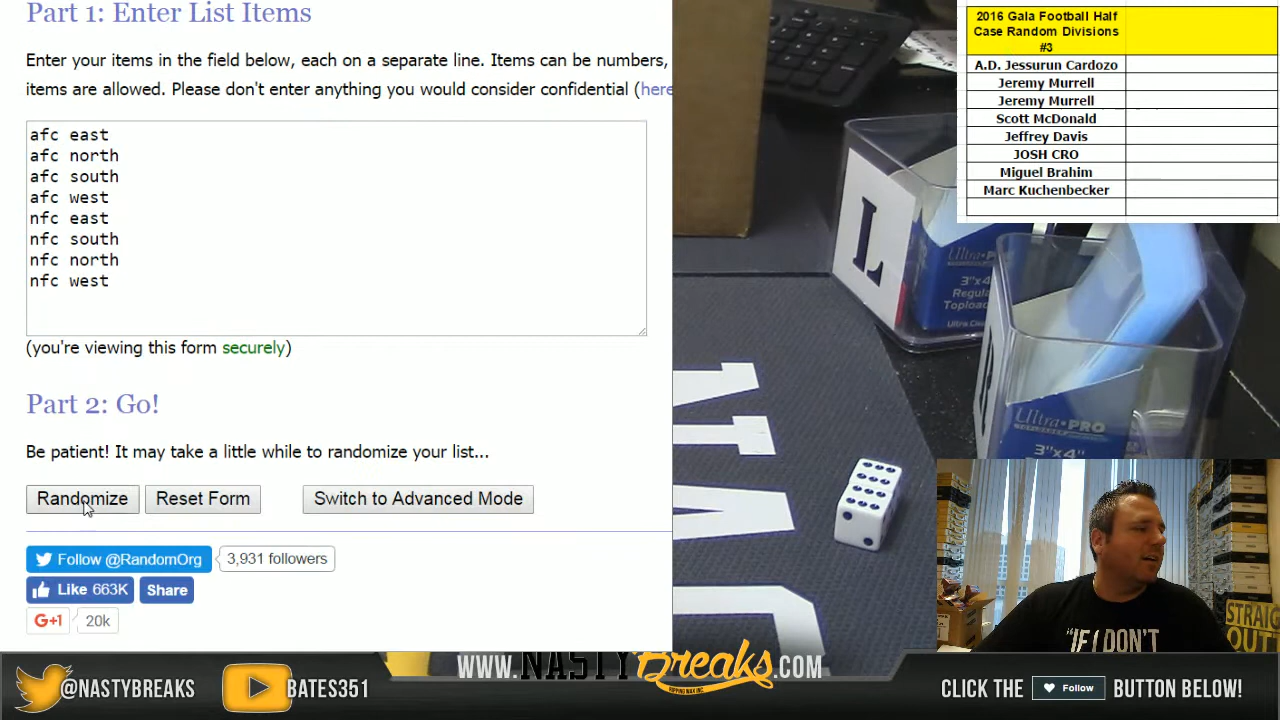 Part 1: Enter List Items
Enter your items in the field below, each on a separate line. Items can be numbers,
items are allowed. Please don't enter anything you would consider confidential (here
afc east
afc north
afc south
afc west
nfc east
nfc south
nfc north
nfc west
(you're viewing this form securely)
Part 2: Go!
Be patient! It may take a little while to randomize your list...
Randomize
Reset Form
Switch to Advanced Mode
Follow @RandomOrg
3,931 followers
Like 663K
Share
G+1
20k
2016 Gala Football Half
Case Random Divisions
#3
A.D. Jessurun Cardozo
Jeremy Murrell
Jeremy Murrell
Scott McDonald
Jeffrey Davis
JOSH CRO
Miguel Brahim
Marc Kuchenbecker
L
Ultra·PRO
3"x4"
"IF I DON'T
@NASTYBREAKS
BATES351
WWW.NASTYBreaks.COM
RIPPING WAX INC.
CLICK THE
Follow
BUTTON BELOW!